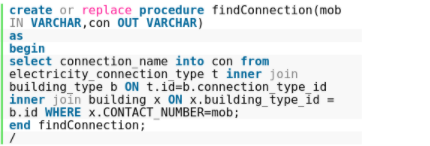 create or replace procedure findConnection(mob
IN VARCHAR,con OUT VARCHAR)
as
begin
select connection_name into con from
electricity_connection_type t inner join
building_type b ON t.id=b.connection_type_id
inner join building x ON x.building_type_id =
b.id WHERE x.CONTACT_NUMBER=mob;
end findConnection;
/